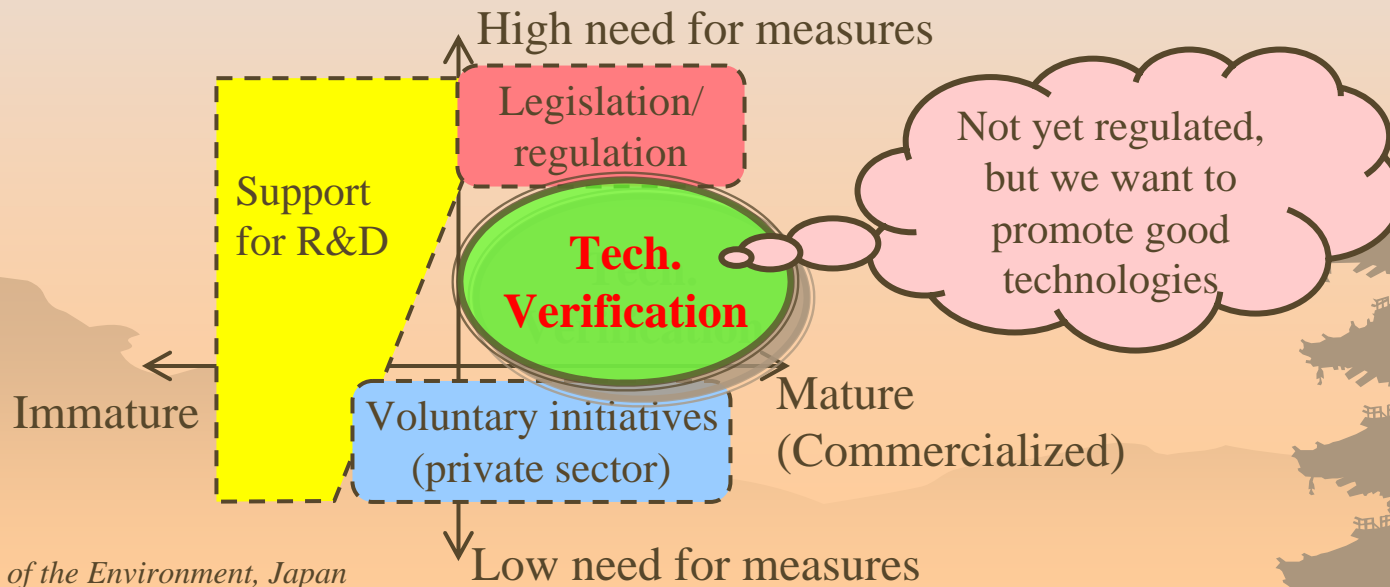 High need for measures
Legislation/
regulation
Not yet regulated,
but we want to
promote good
technologies
Support
for R&D
Tech.
Verification
Immature
Mature
(Commercialized)
Voluntary initiatives
(private sector)
Low need for measures
of the Environment, Japan